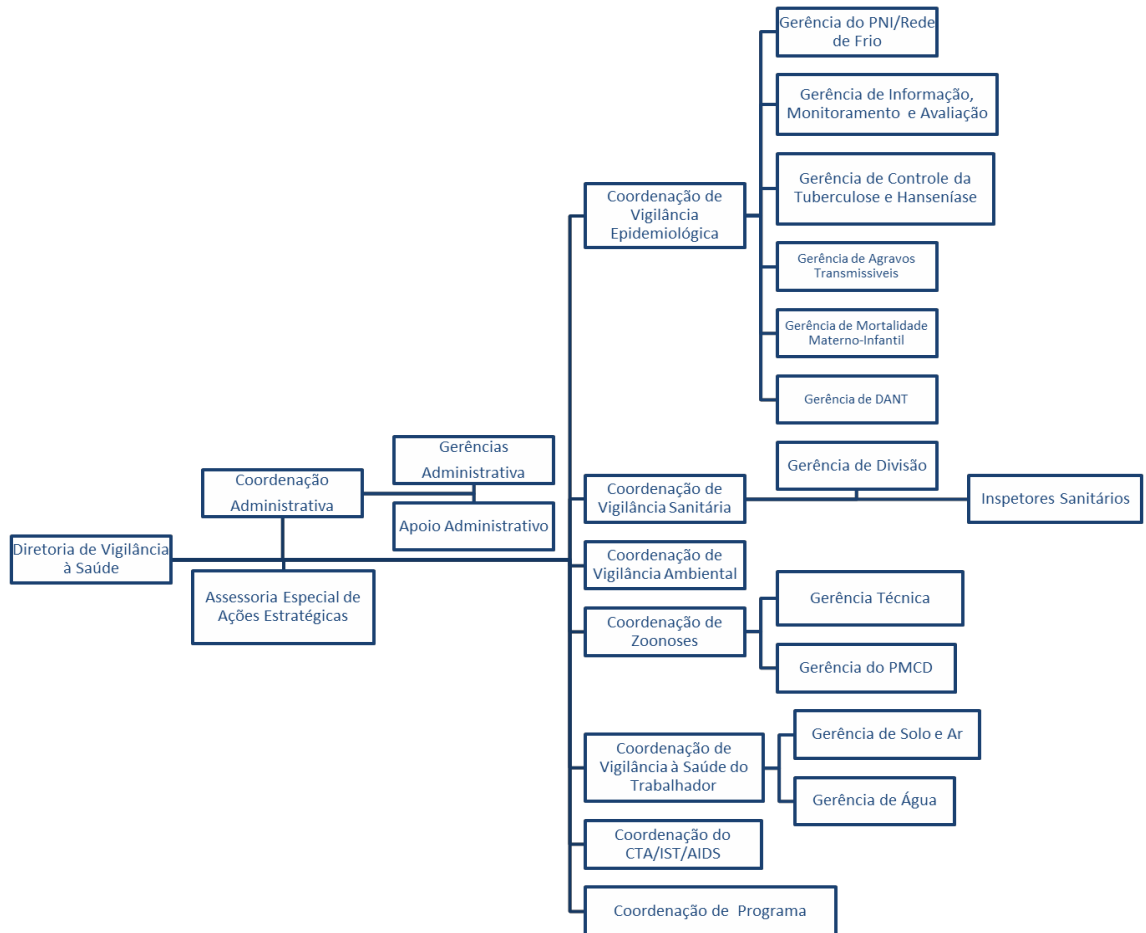 Gerência do PNI/Rede
de Frio
Gerência de Informação,
Monitoramento e Avaliação
Gerência de Controle da
Tuberculose e Hanseníase
Coordenação de
Vigilância
Epidemiológica
Gerência de Agravos
Transmissiveis
Gerência de Mortalidade
Materno-Infantil
Gerência de DANT
Gerências
Administrativa
Coordenação
Administrativa
Apoio Administrativo
Gerência de Divisão
Coordenação de
Vigilância Sanitária
Inspetores Sanitários
Diretoria de Vigilância
à Saúde
Assessoria Especial de
Ações Estratégicas
Coordenação de
Vigilância Ambiental
Coordenação de
Zoonoses
Gerência Técnica
Gerência do PMCD
Coordenação de
Vigilância à Saúde do
Trabalhador
Gerência de Solo e Ar
Gerência de Água
Coordenação do
CTA/IST/AIDS
Coordenação de Programa